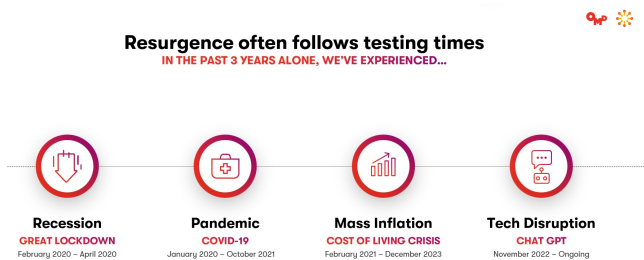 OMD
Resurgence often follows testing times
IN THE PAST 3 YEARS ALONE, WE'VE EXPERIENCED...
Recession
GREAT LOCKDOWN
February 2020 – April 2020
Pandemic
COVID-19
January 2020 – October 2021
Mass Inflation
COST OF LIVING CRISIS
February 2021 – December 2023
Tech Disruption
CHAT GPT
November 2022 – Ongoing